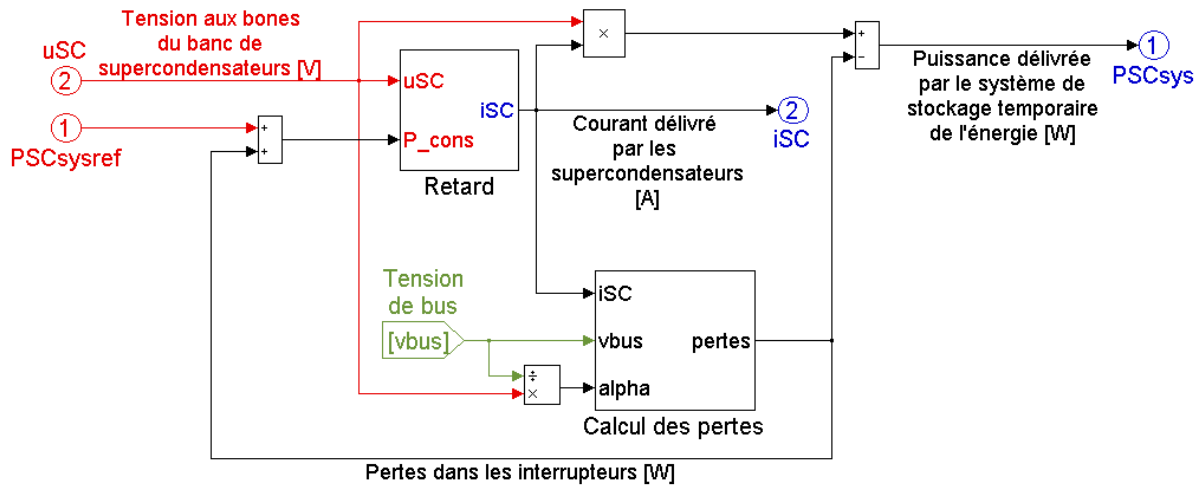 Tension aux bones
du banc de
supercondensateurs [V]
uSC
2
1
PSCsysref
+
+
uSC
iSC
P_cons
Retard
×
+
−
1
PSCsys
Puissance délivrée
par le système de
stockage temporaire
de l'énergie [W]
2
iSC
Courant délivré
par les
supercondensateurs
[A]
Tension
de bus
[vbus]
÷
×
iSC
vbus
pertes
alpha
Calcul des pertes
Pertes dans les interrupteurs [W]